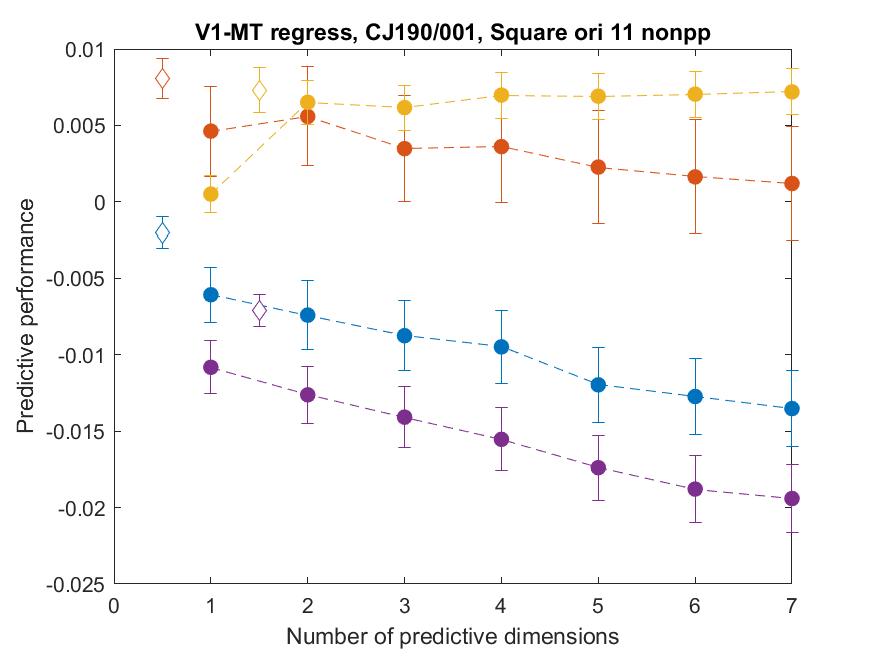 V1-MT regress, CJ190/001, Square ori 11 nonpp
0.01
0.005
0
-0.005
-0.01
-0.015
-0.02
-0.025
Predictive performance
0 1 2 3 4 5 6 7
Number of predictive dimensions